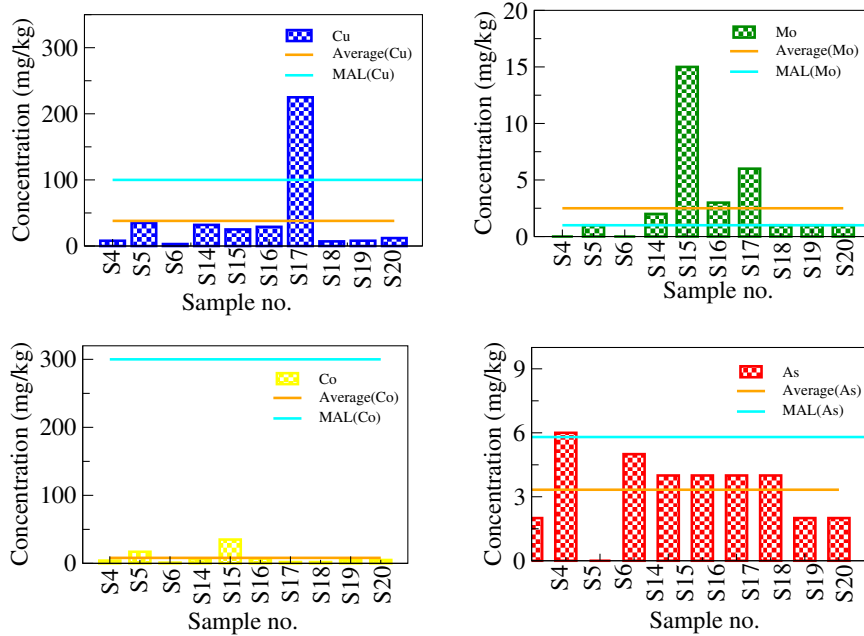 Concentration (mg/kg)
300
200
100
0
Cu
Average(Cu)
MAL(Cu)
S4 S5 S6 S14 S15 S16 S17 S18 S19 S20
Sample no.
Concentration (mg/kg)
20
15
10
5
0
Mo
Average(Mo)
MAL(Mo)
S4 S5 S6 S14 S15 S16 S17 S18 S19 S20
Sample no.
Concentration (mg/kg)
300
200
100
0
Co
Average(Co)
MAL(Co)
S4 S5 S6 S14 S15 S16 S17 S18 S19 S20
Sample no.
Concentration (mg/kg)
9
6
3
0
As
Average(As)
MAL(As)
S4 S5 S6 S14 S15 S16 S17 S18 S19 S20
Sample no.